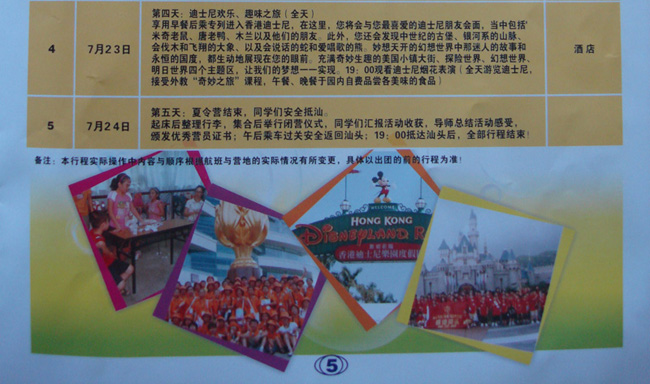 4
7月23日
第四天：迪士尼欢乐、趣味之旅（全天）
享用早餐后乘专列进入香港迪士尼，在这里，您将会与您最喜爱的迪士尼朋友会面，当中包括"
米奇老鼠、唐老鸭、木兰以及他们的朋友。此外，您还会发现中世纪的古堡、银河系的山脉、
会伐木和飞翔的大象、以及会说话的蛇和爱唱歌的熊。妙想天开的幻想世界中那迷人的故事和
永恒的国度，都生动地展现在您的眼前。充满奇妙生趣的美国小镇大街、探险世界、幻想世界、
明日世界四个主题区，让我们的梦想一一实现。19：00观看迪士尼烟花表演（全天游览迪士尼，
接受外教“奇妙之旅”课程，午餐、晚餐于园内自费品尝各美味的食品）
酒店
5
7月24日
第五天：夏令营结束，同学们安全抵汕。
起床后整理行李，集合后举行闭营仪式，同学们汇报活动收获，导师总结活动感受，
颁发优秀营员证书；午后乘车过关安全返回汕头；19：00抵达汕头后，全部行程结束！
备注：本行程实际操作中内容与顺序根据航班与营地的实际情况有所变更，具体以出团的前的行程为准！
WELCOME
HONG KONG
DISNEYLAND R
香港迪士尼樂園度假
5